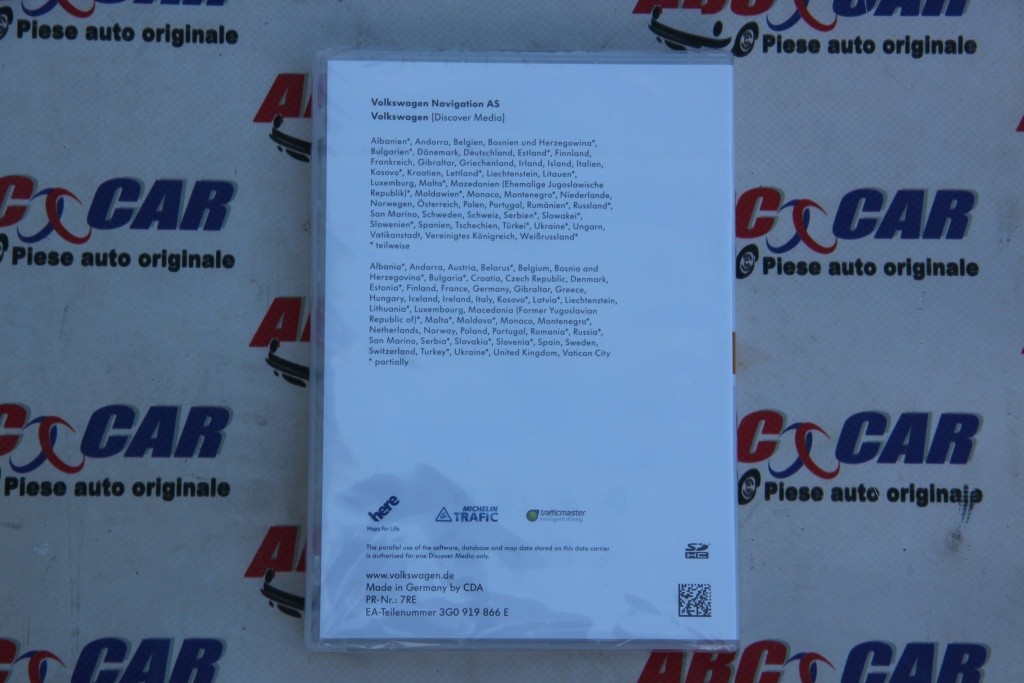 Volkswagen Navigation AS
Volkswagen [Discover Media]
Albanien*, Andorra, Belgien, Bosnien und Herzegowina*,
Bulgarien*, Dänemark, Deutschland, Estland*, Finnland,
Frankreich, Gibraltar, Griechenland, Irland, Island, Italien,
Kosovo*, Kroatien, Lettland*, Liechtenstein, Litauen*,
Luxemburg, Malta*, Mazedonien (Ehemalige Jugoslawische
Republik)*, Moldawien*, Monaco, Montenegro*, Niederlande,
Norwegen, Österreich, Polen, Portugal, Rumänien*, Russland*,
San Marino, Schweden, Schweiz, Serbien*, Slowakei*,
Slowenien*, Spanien, Tschechien, Türkei*, Ukraine*, Ungarn,
Vatikanstadt, Vereinigtes Königreich, Weißrussland*
* teilweise
Albania*, Andorra, Austria, Belarus*, Belgium, Bosnia and
Herzegovina*, Bulgaria*, Croatia, Czech Republic, Denmark,
Estonia*, Finland, France, Germany, Gibraltar, Greece,
Hungary, Iceland, Ireland, Italy, Kosovo*, Latvia*, Liechtenstein,
Lithuania*, Luxembourg, Macedonia (Former Yugoslavian
Republic of)*, Malta*, Moldova*, Monaco, Montenegro*,
Netherlands, Norway, Poland, Portugal, Romania*, Russia*,
San Marino, Serbia*, Slovakia*, Slovenia*, Spain, Sweden,
Switzerland, Turkey*, Ukraine*, United Kingdom, Vatican City
* partially
here
Maps for Life
MICHELIN
TRAFIC
trafficmaster
intelligent driving
The parallel use of the software, database and map data stored on this data carrier
is authorised for one Discover Media only.
SD
HC
www.volkswagen.de
Made in Germany by CDA
PR-Nr.: 7RE
EA-Teilenummer 3G0 919 866 E
Piese auto originale
ABC CAR
Piese auto originale
C CAR
Piese auto originale
BC CAR
Piese auto originale
C CAR
Piese auto originale
BC CAR
Piese auto originale
CAR
ABC CAR